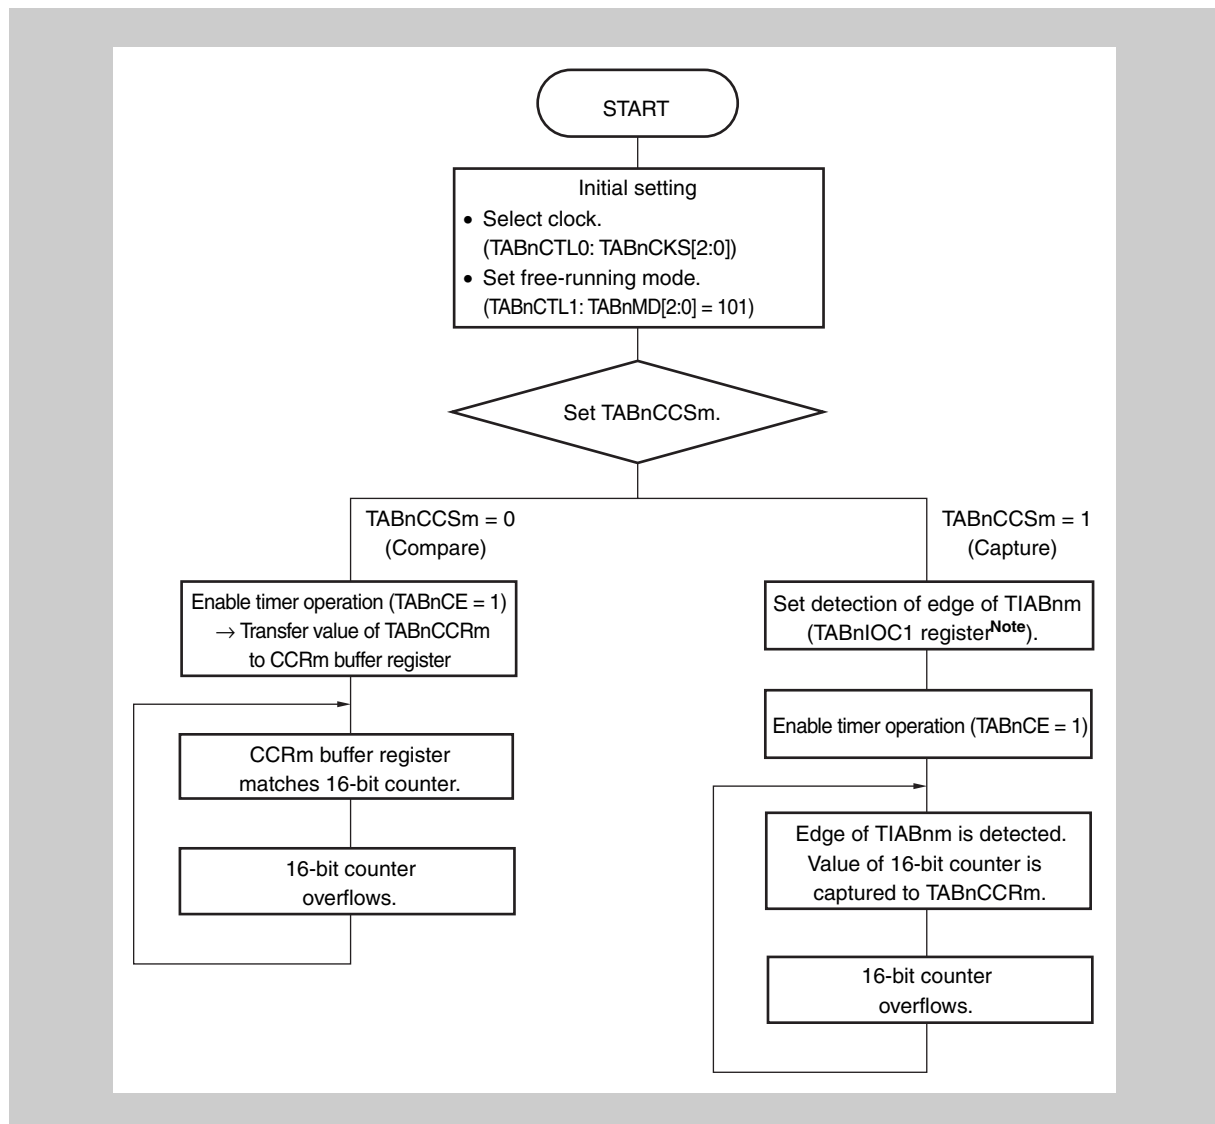 START
Initial setting
• Select clock.
(TABnCTL0: TABnCKS[2:0])
• Set free-running mode.
(TABnCTL1: TABnMD[2:0] = 101)
Set TABnCCSm.
TABnCCSm = 0
(Compare)
Enable timer operation (TABnCE = 1)
→ Transfer value of TABnCCRm
to CCRm buffer register
CCRm buffer register
matches 16-bit counter.
16-bit counter
overflows.
TABnCCSm = 1
(Capture)
Set detection of edge of TIABnm
(TABnIOC1 registerNote).
Enable timer operation (TABnCE = 1)
Edge of TIABnm is detected.
Value of 16-bit counter is
captured to TABnCCRm.
16-bit counter
overflows.